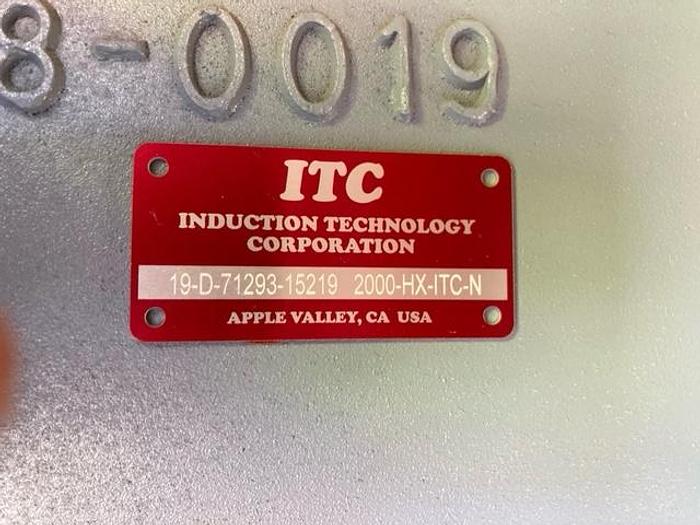 8-0019
ITC
INDUCTION TECHNOLOGY
CORPORATION
19-D-71293-15219 2000-HX-ITC-N
APPLE VALLEY, CA USA